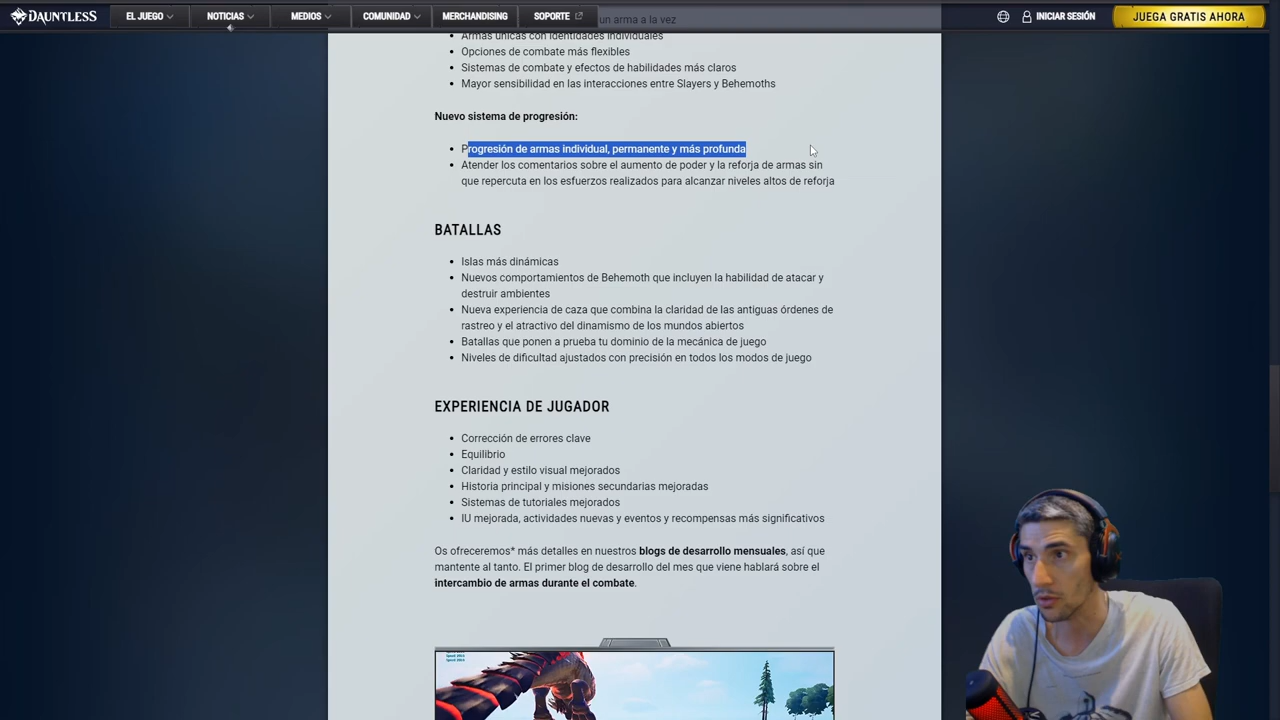 DAUNTLESS
EL JUEGO
NOTICIAS
MEDIOS
COMUNIDAD
MERCHANDISING
SOPORTE
INICIAR SESIÓN
JUEGA GRATIS AHORA
un arma a la vez
Armas únicas con identidades individuales
Opciones de combate más flexibles
Sistemas de combate y efectos de habilidades más claros
Mayor sensibilidad en las interacciones entre Slayers y Behemoths
Nuevo sistema de progresión:
Progresión de armas individual, permanente y más profunda
Atender los comentarios sobre el aumento de poder y la reforja de armas sin
que repercuta en los esfuerzos realizados para alcanzar niveles altos de reforja
BATALLAS
Islas más dinámicas
Nuevos comportamientos de Behemoth que incluyen la habilidad de atacar y
destruir ambientes
Nueva experiencia de caza que combina la claridad de las antiguas órdenes de
rastreo y el atractivo del dinamismo de los mundos abiertos
Batallas que ponen a prueba tu dominio de la mecánica de juego
Niveles de dificultad ajustados con precisión en todos los modos de juego
EXPERIENCIA DE JUGADOR
Corrección de errores clave
Equilibrio
Claridad y estilo visual mejorados
Historia principal y misiones secundarias mejoradas
Sistemas de tutoriales mejorados
IU mejorada, actividades nuevas y eventos y recompensas más significativos
Os ofreceremos* más detalles en nuestros blogs de desarrollo mensuales, así que
mantente al tanto. El primer blog de desarrollo del mes que viene hablará sobre el
intercambio de armas durante el combate.